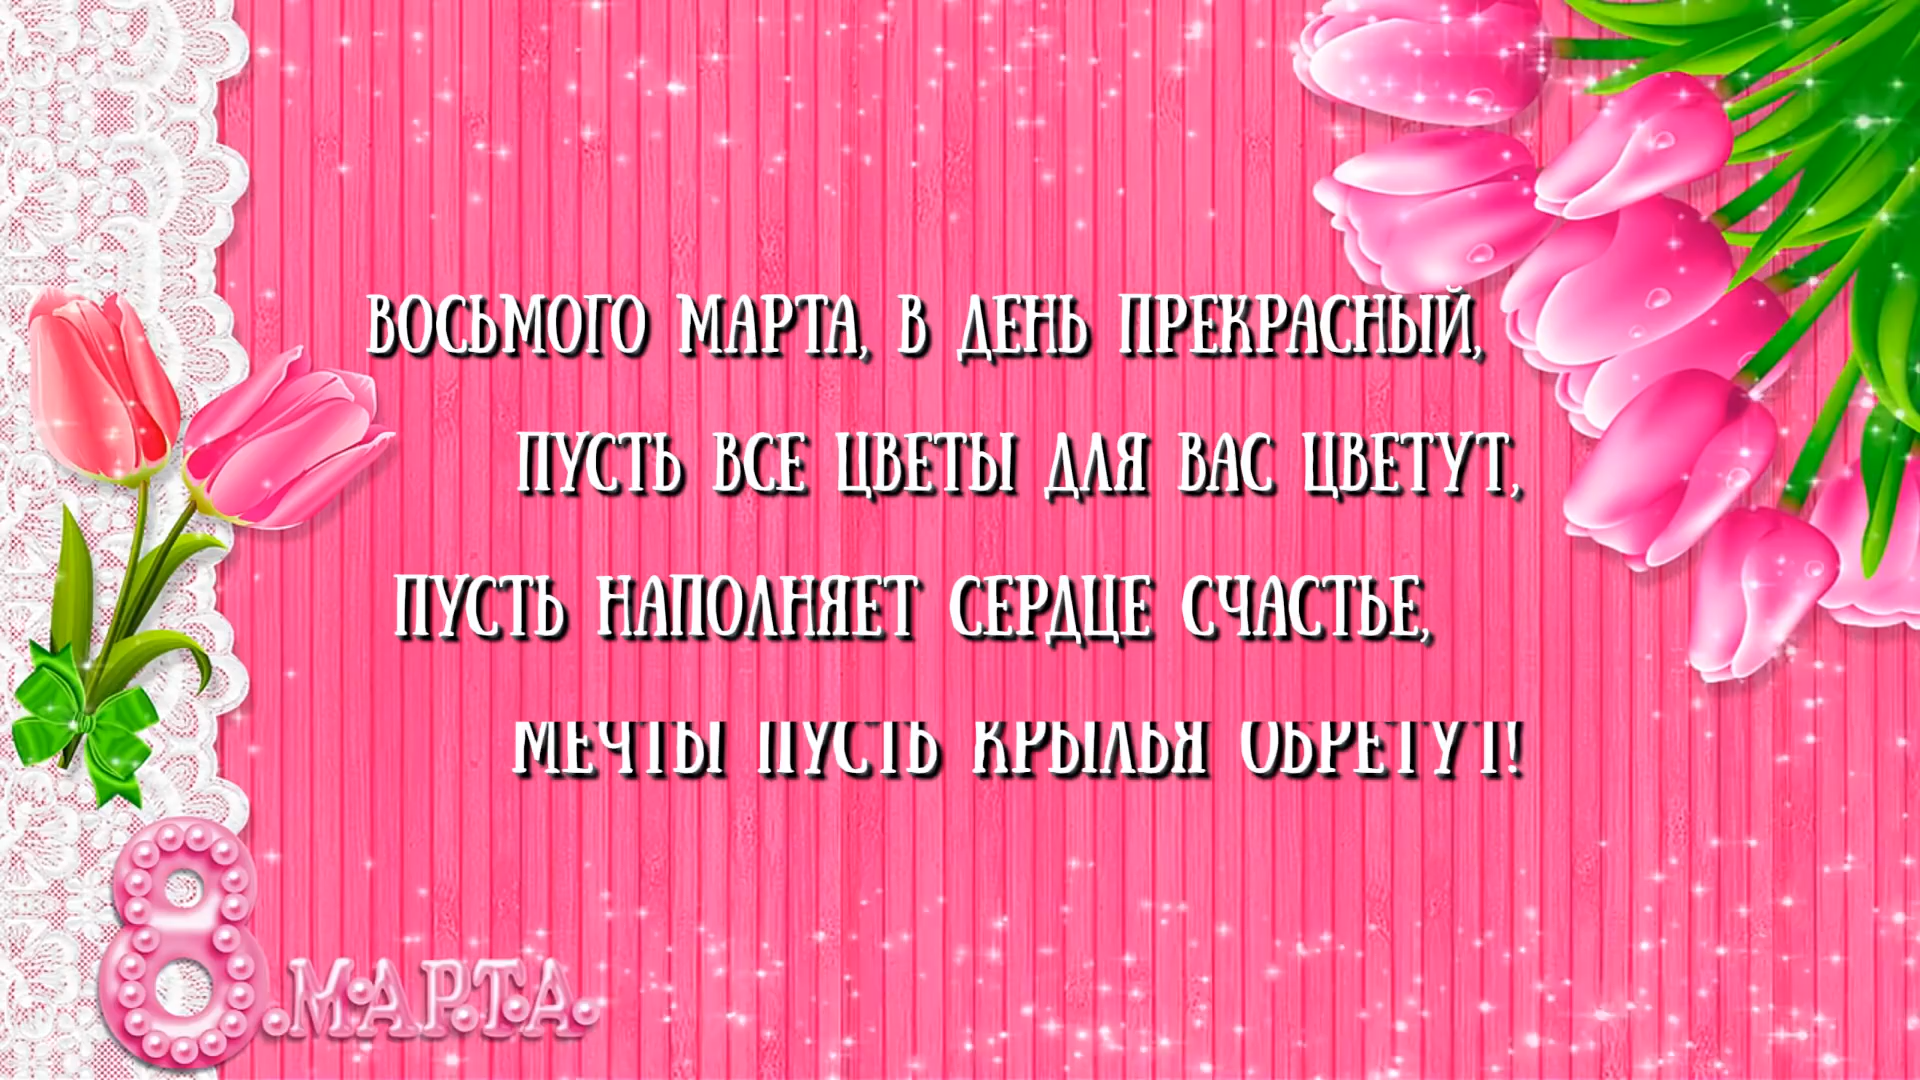 ВОСЬМОГО МАРТА, В ДЕНЬ ПРЕКРАСНЫЙ,
ПУСТЬ ВСЕ ЦВЕТЫ ДЛЯ ВАС ЦВЕТУТ,
ПУСТЬ НАПОЛНЯЕТ СЕРДЦЕ СЧАСТЬЕ,
МЕЧТЫ ПУСТЬ КРЫЛЬЯ ОБРЕТУТ!
8 МАРТА